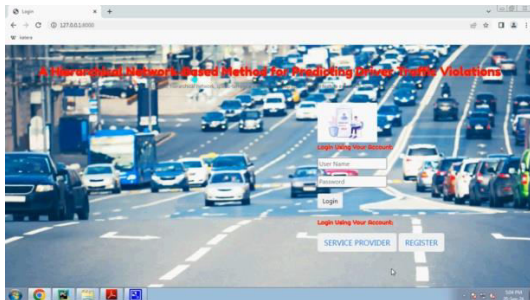 Login
127.0.0.1:8000
A Hierarchical Network-Based Method for Predicting Driver Traffic Violations
Login Using Your Account:
User Name
Password
Login
Login Using Your Account:
SERVICE PROVIDER
REGISTER